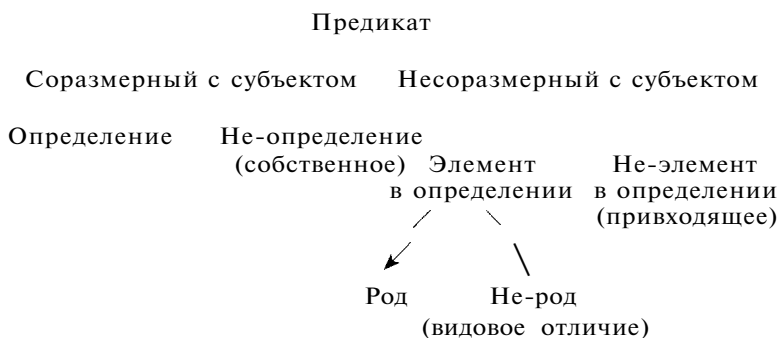 Предикат
Соразмерный с субъектом Несоразмерный с субъектом
Определение Не-определение
(собственное) Элемент Не-элемент
в определении в определении
(привходящее)
Род Не-род
(видовое отличие)